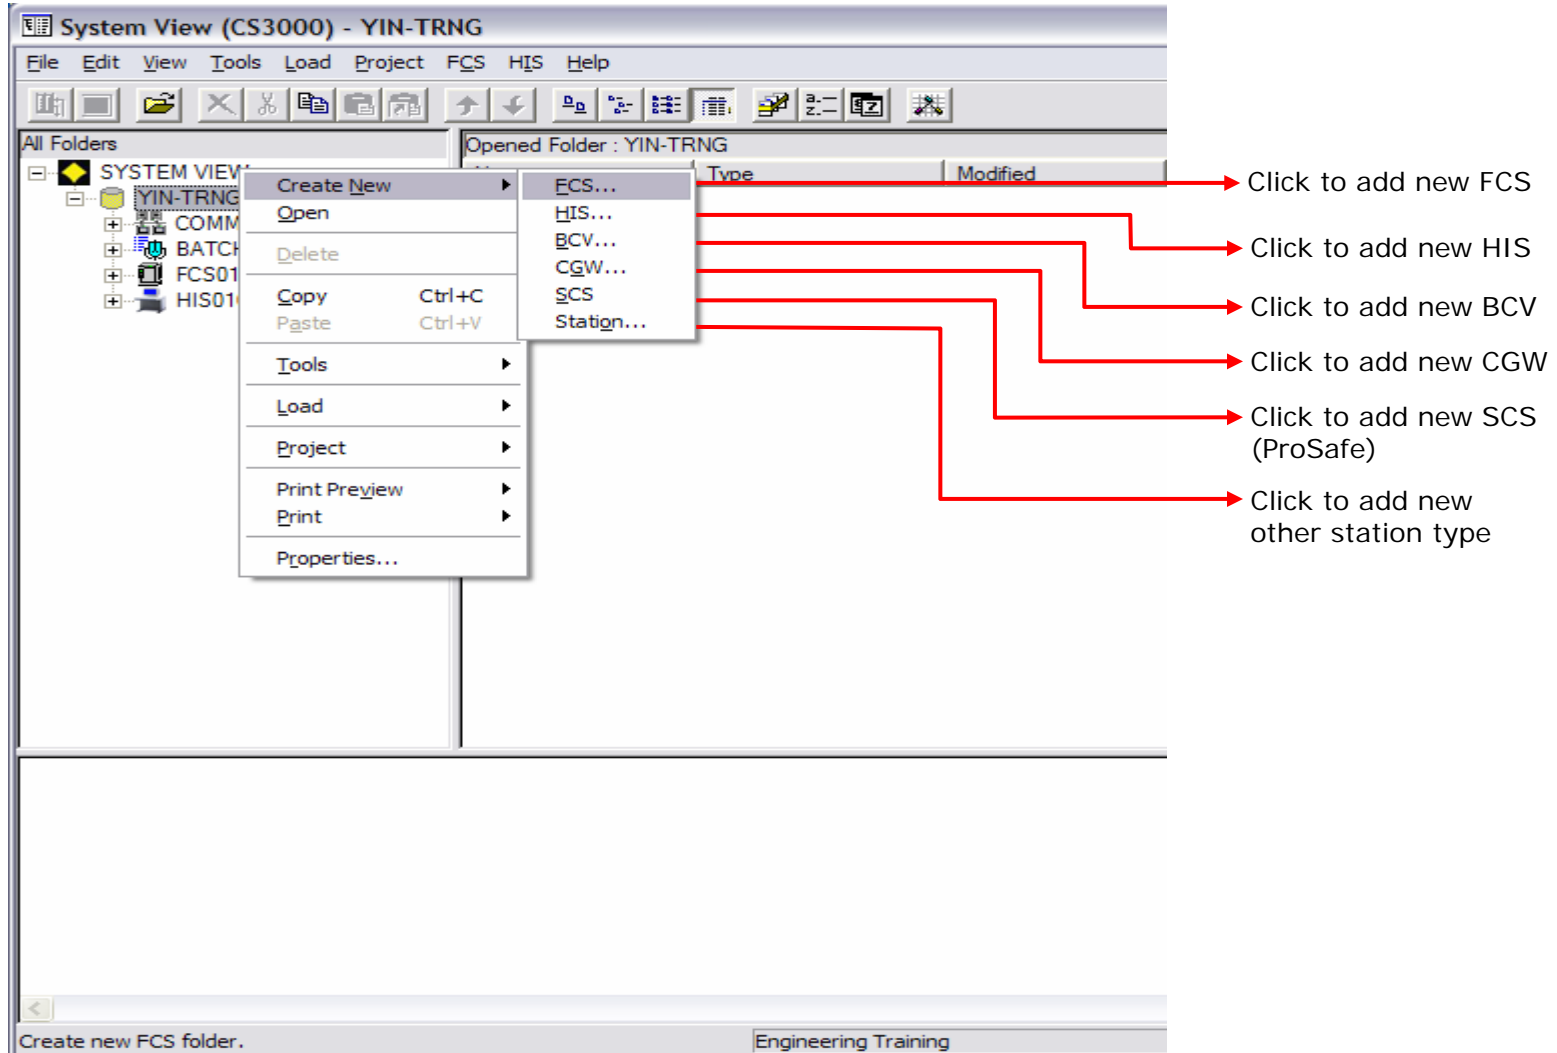 System View (CS3000) - YIN-TRNG
File Edit View Tools Load Project FCS HIS Help
All Folders
Opened Folder : YIN-TRNG
Type Modified
SYSTEM VIEW
YIN-TRNG
COMM
BATCH
FCS01
HIS01
Create New
Open
Delete
Copy Ctrl+C
Paste Ctrl+V
Tools
Load
Project
Print Preview
Print
Properties...
FCS...
HIS...
BCV...
CGW...
SCS
Station...
Click to add new FCS
Click to add new HIS
Click to add new BCV
Click to add new CGW
Click to add new SCS
(ProSafe)
Click to add new
other station type
Create new FCS folder.
Engineering Training